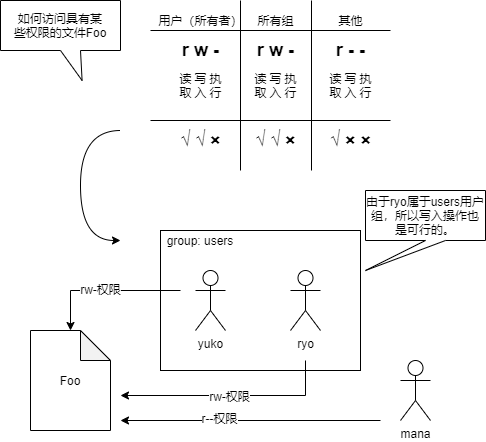 如何访问具有某
些权限的文件Foo
用户（所有者） 所有组 其他
r w - r w - r - -
读 写 执 读 写 执 读 写 执
取 入 行 取 入 行 取 入 行
√ √ × √ √ × √ × ×
由于ryo属于users用户
组，所以写入操作也
是可行的。
group: users
rw-权限
yuko ryo
Foo
rw-权限
r--权限
mana